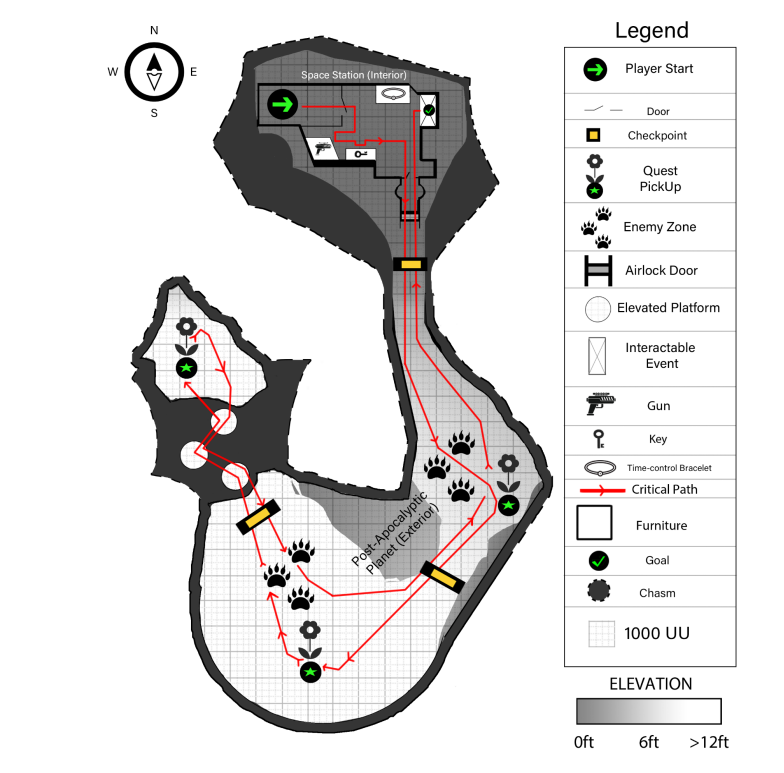 N
W
E
S
Space Station (Interior)
Post-Apocalyptic
Planet (Exterior)
Legend
Player Start
Door
Checkpoint
Quest
PickUp
Enemy Zone
Airlock Door
Elevated Platform
Interactable
Event
Gun
Key
Time-control Bracelet
Critical Path
Furniture
Goal
Chasm
1000 UU
ELEVATION
0ft
6ft
>12ft